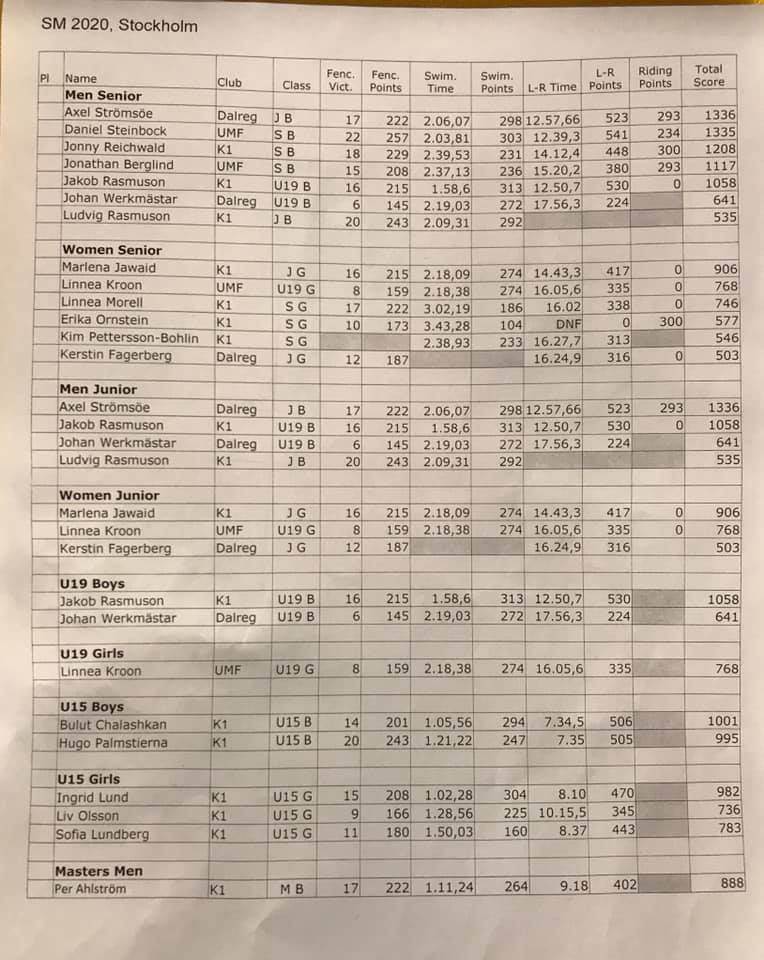 SM 2020, Stockholm
Pl Name Club Class Fenc. Vict. Fenc. Points Swim. Time Swim. Points L-R Time L-R Points Riding Points Total Score
Men Senior
Axel Strömsöe Dalreg J B 17 222 2.06,07 298 12.57,66 523 293 1336
Daniel Steinbock UMF S B 22 257 2.03,81 303 12.39,3 541 234 1335
Jonny Reichwald K1 S B 18 229 2.39,53 231 14.12,4 448 300 1208
Jonathan Berglind UMF S B 15 208 2.37,13 236 15.20,2 380 293 1117
Jakob Rasmuson K1 U19 B 16 215 1.58,6 313 12.50,7 530 0 1058
Johan Werkmästar Dalreg U19 B 6 145 2.19,03 272 17.56,3 224 641
Ludvig Rasmuson K1 J B 20 243 2.09,31 292 535
Women Senior
Marlena Jawaid K1 J G 16 215 2.18,09 274 14.43,3 417 0 906
Linnea Kroon UMF U19 G 8 159 2.18,38 274 16.05,6 335 0 768
Linnea Morell K1 S G 17 222 3.02,19 186 16.02 338 0 746
Erika Ornstein K1 S G 10 173 3.43,28 104 DNF 0 300 577
Kim Pettersson-Bohlin K1 S G 2.38,93 233 16.27,7 313 546
Kerstin Fagerberg Dalreg J G 12 187 16.24,9 316 0 503
Men Junior
Axel Strömsöe Dalreg J B 17 222 2.06,07 298 12.57,66 523 293 1336
Jakob Rasmuson K1 U19 B 16 215 1.58,6 313 12.50,7 530 0 1058
Johan Werkmästar Dalreg U19 B 6 145 2.19,03 272 17.56,3 224 641
Ludvig Rasmuson K1 J B 20 243 2.09,31 292 535
Women Junior
Marlena Jawaid K1 J G 16 215 2.18,09 274 14.43,3 417 0 906
Linnea Kroon UMF U19 G 8 159 2.18,38 274 16.05,6 335 0 768
Kerstin Fagerberg Dalreg J G 12 187 16.24,9 316 503
U19 Boys
Jakob Rasmuson K1 U19 B 16 215 1.58,6 313 12.50,7 530 1058
Johan Werkmästar Dalreg U19 B 6 145 2.19,03 272 17.56,3 224 641
U19 Girls
Linnea Kroon UMF U19 G 8 159 2.18,38 274 16.05,6 335 768
U15 Boys
Bulut Chalashkan K1 U15 B 14 201 1.05,56 294 7.34,5 506 1001
Hugo Palmstierna K1 U15 B 20 243 1.21,22 247 7.35 505 995
U15 Girls
Ingrid Lund K1 U15 G 15 208 1.02,28 304 8.10 470 982
Liv Olsson K1 U15 G 9 166 1.28,56 225 10.15,5 345 736
Sofia Lundberg K1 U15 G 11 180 1.50,03 160 8.37 443 783
Masters Men
Per Ahlström K1 M B 17 222 1.11,24 264 9.18 402 888